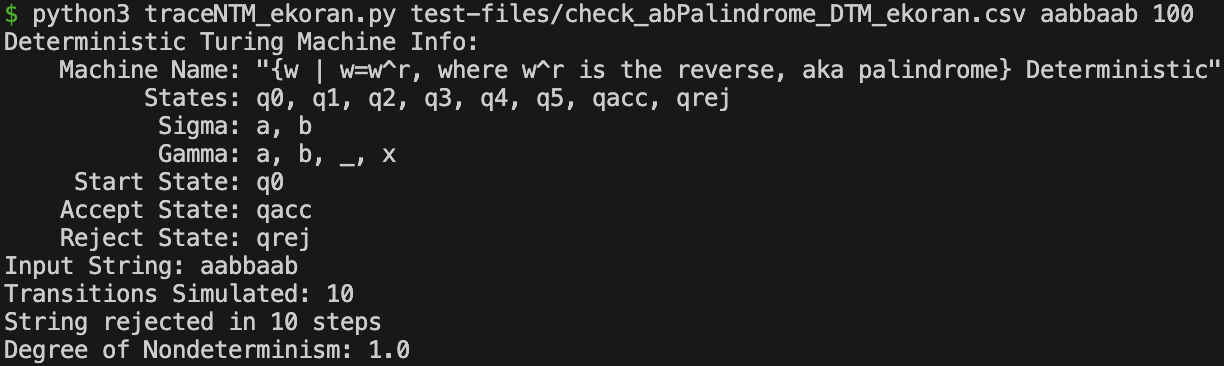 $ python3 traceNTM_ekoran.py test-files/check_abPalindrome_DTM_ekoran.csv aabbaab 100
Deterministic Turing Machine Info:
    Machine Name: "{w | w=w^r, where w^r is the reverse, aka palindrome} Deterministic"
          States: q0, q1, q2, q3, q4, q5, qacc, qrej
           Sigma: a, b
           Gamma: a, b, _, x
     Start State: q0
    Accept State: qacc
    Reject State: qrej
Input String: aabbaab
Transitions Simulated: 10
String rejected in 10 steps
Degree of Nondeterminism: 1.0